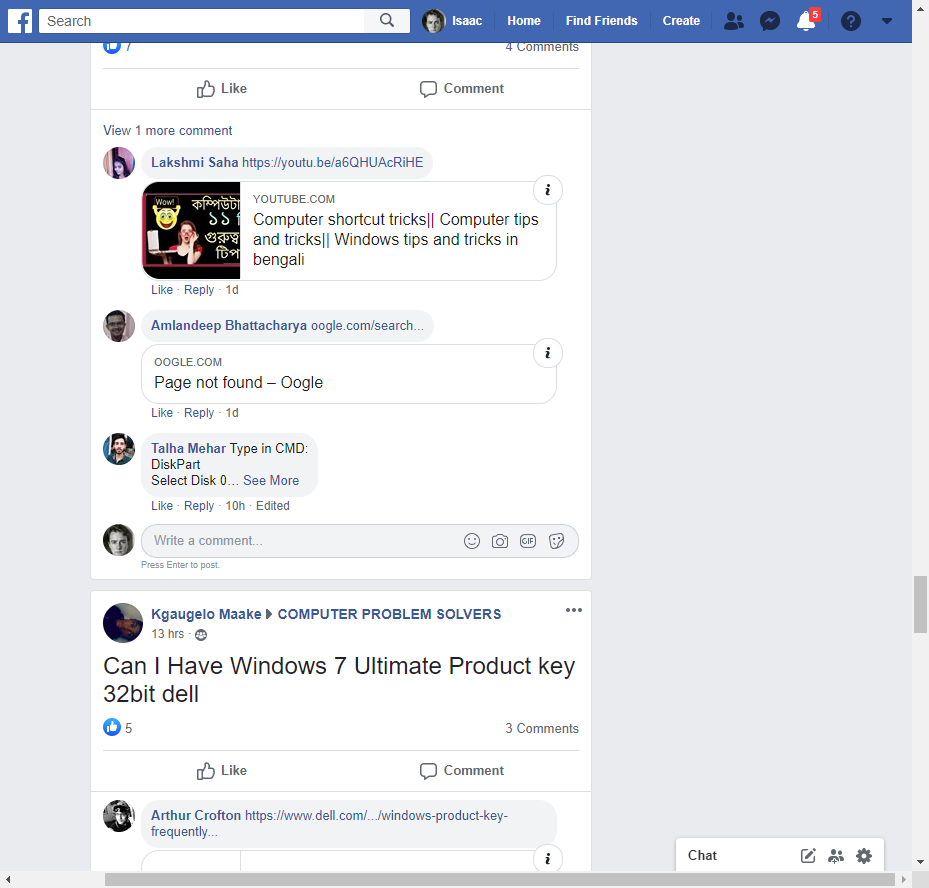 Search
Isaac
Home
Find Friends
Create
5
7
4 Comments
Like
Comment
View 1 more comment
Lakshmi Saha https://youtu.be/a6QHUAcRiHE
Wow!
কম্পিউটা
১১ f
গুরুত্ব
টিপ
YOUTUBE.COM
Computer shortcut tricks|| Computer tips
and tricks|| Windows tips and tricks in
bengali
Like · Reply · 1d
Amlandeep Bhattacharya oogle.com/search...
OOGLE.COM
Page not found – Oogle
Like · Reply · 1d
Talha Mehar Type in CMD:
DiskPart
Select Disk 0... See More
Like · Reply · 10h · Edited
Write a comment...
GIF
Press Enter to post.
Kgaugelo Maake COMPUTER PROBLEM SOLVERS
13 hrs ·
Can I Have Windows 7 Ultimate Product key
32bit dell
5
3 Comments
Like
Comment
Arthur Crofton https://www.dell.com/.../windows-product-key-
frequently...
Chat